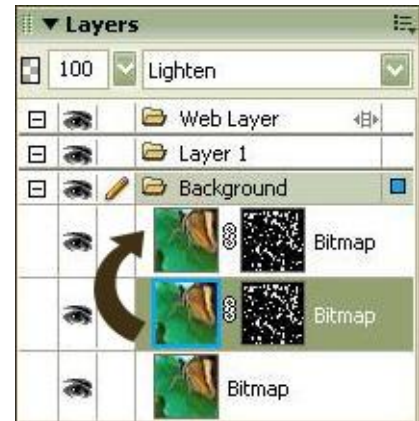 Layers
100 Lighten
Web Layer
Layer 1
Background
Bitmap
Bitmap
Bitmap